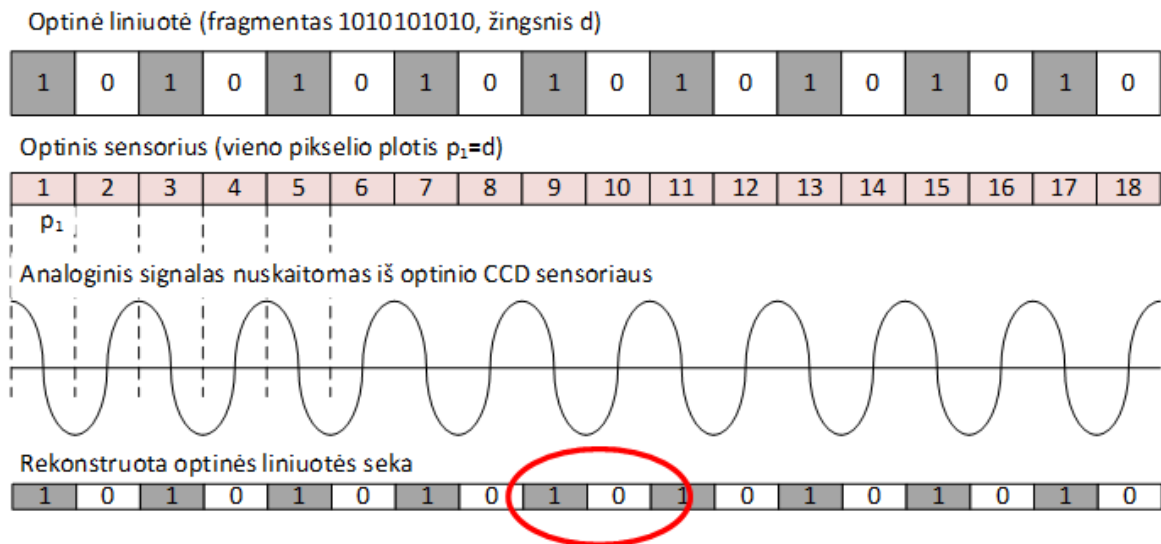 Optinė liniuotė (fragmentas 1010101010, žingsnis d)
1 0 1 0 1 0 1 0 1 0 1 0 1 0 1 0 1 0
Optinis sensorius (vieno pikselio plotis p₁=d)
1 2 3 4 5 6 7 8 9 10 11 12 13 14 15 16 17 18
p₁
Analoginis signalas nuskaitomas iš optinio CCD sensoriaus
Rekonstruota optinės liniuotės seka
1 0 1 0 1 0 1 0 1 0 1 0 1 0 1 0 1 0